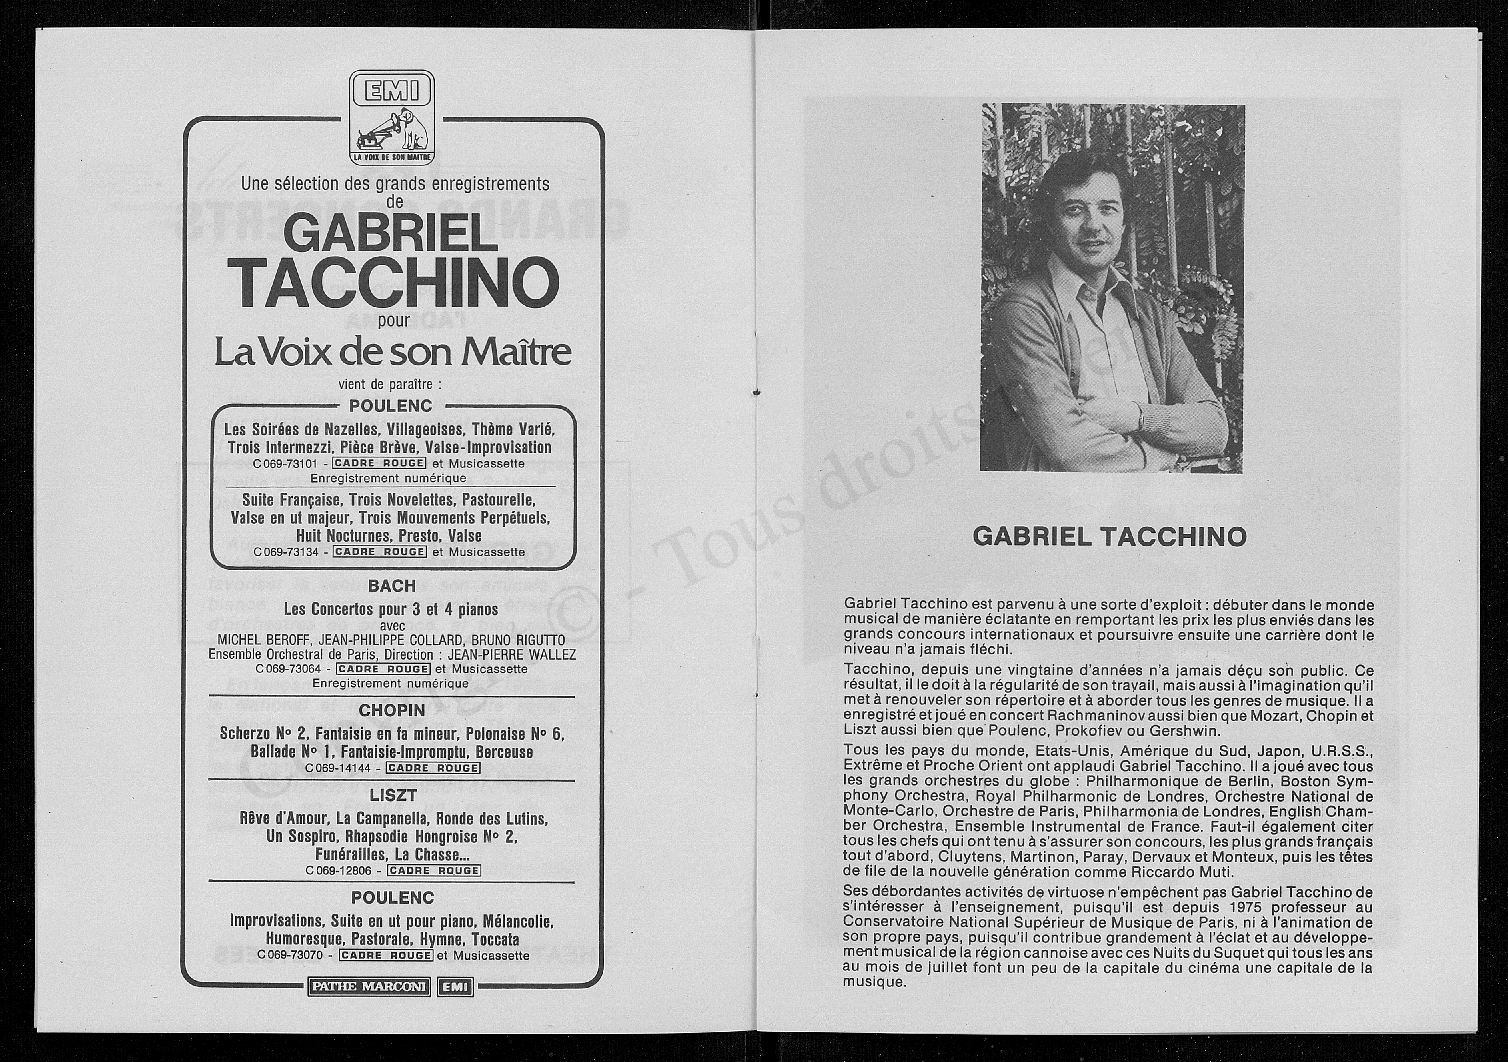 EMI
LA VOIX DE SON MAITRE
Une sélection des grands enregistrements
de
GABRIEL
TACCHINO
pour
La Voix de son Maître
vient de paraître :
POULENC
Les Soirées de Nazelles, Villageoises, Thème Varié,
Trois Intermezzi, Pièce Brève, Valse-Improvisation
C 069-73101 - CADRE ROUGE et Musicassette
Enregistrement numérique
Suite Française, Trois Novelettes, Pastourelle,
Valse en ut majeur, Trois Mouvements Perpétuels,
Huit Nocturnes, Presto, Valse
C 069-73134 - CADRE ROUGE et Musicassette
BACH
Les Concertos pour 3 et 4 pianos
avec
MICHEL BEROFF, JEAN-PHILIPPE COLLARD, BRUNO RIGUTTO
Ensemble Orchestral de Paris, Direction : JEAN-PIERRE WALLEZ
C 069-73064 - CADRE ROUGE et Musicassette
Enregistrement numérique
CHOPIN
Scherzo Nº 2, Fantaisie en fa mineur, Polonaise Nº 6,
Ballade Nº 1, Fantaisie-Impromptu, Berceuse
C 069-14144 - CADRE ROUGE
LISZT
Rêve d'Amour, La Campanella, Ronde des Lutins,
Un Sospiro, Rhapsodie Hongroise Nº 2,
Funérailles, La Chasse...
C 069-12806 - CADRE ROUGE
POULENC
Improvisations, Suite en ut pour piano, Mélancolie,
Humoresque, Pastorale, Hymne, Toccata
C 069-73070 - CADRE ROUGE et Musicassette
PATHE MARCONI EMI
© - Tous droits
GABRIEL TACCHINO
Gabriel Tacchino est parvenu à une sorte d'exploit : débuter dans le monde
musical de manière éclatante en remportant les prix les plus enviés dans les
grands concours internationaux et poursuivre ensuite une carrière dont le
niveau n'a jamais fléchi.
Tacchino, depuis une vingtaine d'années n'a jamais déçu son public. Ce
résultat, il le doit à la régularité de son travail, mais aussi à l'imagination qu'il
met à renouveler son répertoire et à aborder tous les genres de musique. Il a
enregistré et joué en concert Rachmaninov aussi bien que Mozart, Chopin et
Liszt aussi bien que Poulenc, Prokofiev ou Gershwin.
Tous les pays du monde, Etats-Unis, Amérique du Sud, Japon, U.R.S.S.,
Extrême et Proche Orient ont applaudi Gabriel Tacchino. Il a joué avec tous
les grands orchestres du globe : Philharmonique de Berlin, Boston Sym-
phony Orchestra, Royal Philharmonic de Londres, Orchestre National de
Monte-Carlo, Orchestre de Paris, Philharmonia de Londres, English Cham-
ber Orchestra, Ensemble Instrumental de France. Faut-il également citer
tous les chefs qui ont tenu à s'assurer son concours, les plus grands français
tout d'abord, Cluytens, Martinon, Paray, Dervaux et Monteux, puis les têtes
de file de la nouvelle génération comme Riccardo Muti.
Ses débordantes activités de virtuose n'empêchent pas Gabriel Tacchino de
s'intéresser à l'enseignement, puisqu'il est depuis 1975 professeur au
Conservatoire National Supérieur de Musique de Paris, ni à l'animation de
son propre pays, puisqu'il contribue grandement à l'éclat et au développe-
ment musical de la région cannoise avec ces Nuits du Suquet qui tous les ans
au mois de juillet font un peu de la capitale du cinéma une capitale de la
musique.